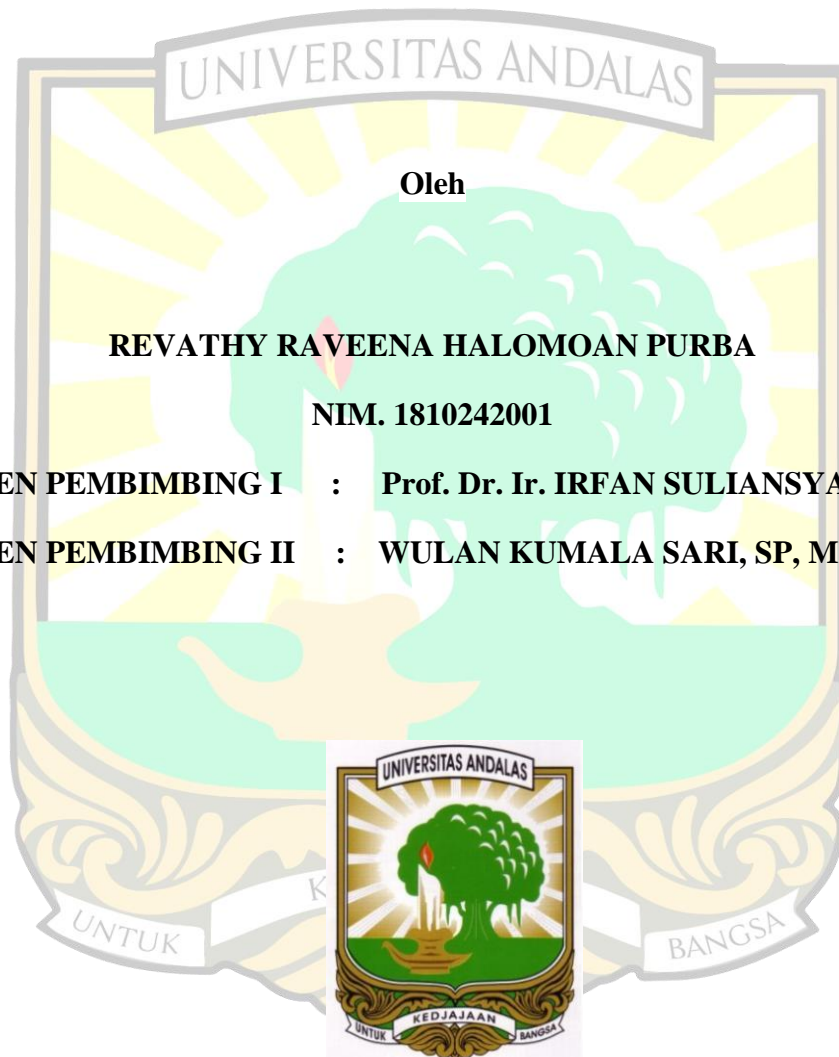 UNIVERSITAS ANDALAS
Oleh
REVATHY RAVEENA HALOMOAN PURBA
NIM. 1810242001
EN PEMBIMBING I : Prof. Dr. Ir. IRFAN SULIANSYA
EN PEMBIMBING II : WULAN KUMALA SARI, SP, M
UNIVERSITAS ANDALAS
UNTUK K BANGSA
UNTUK KEDJAJAAN BANGSA